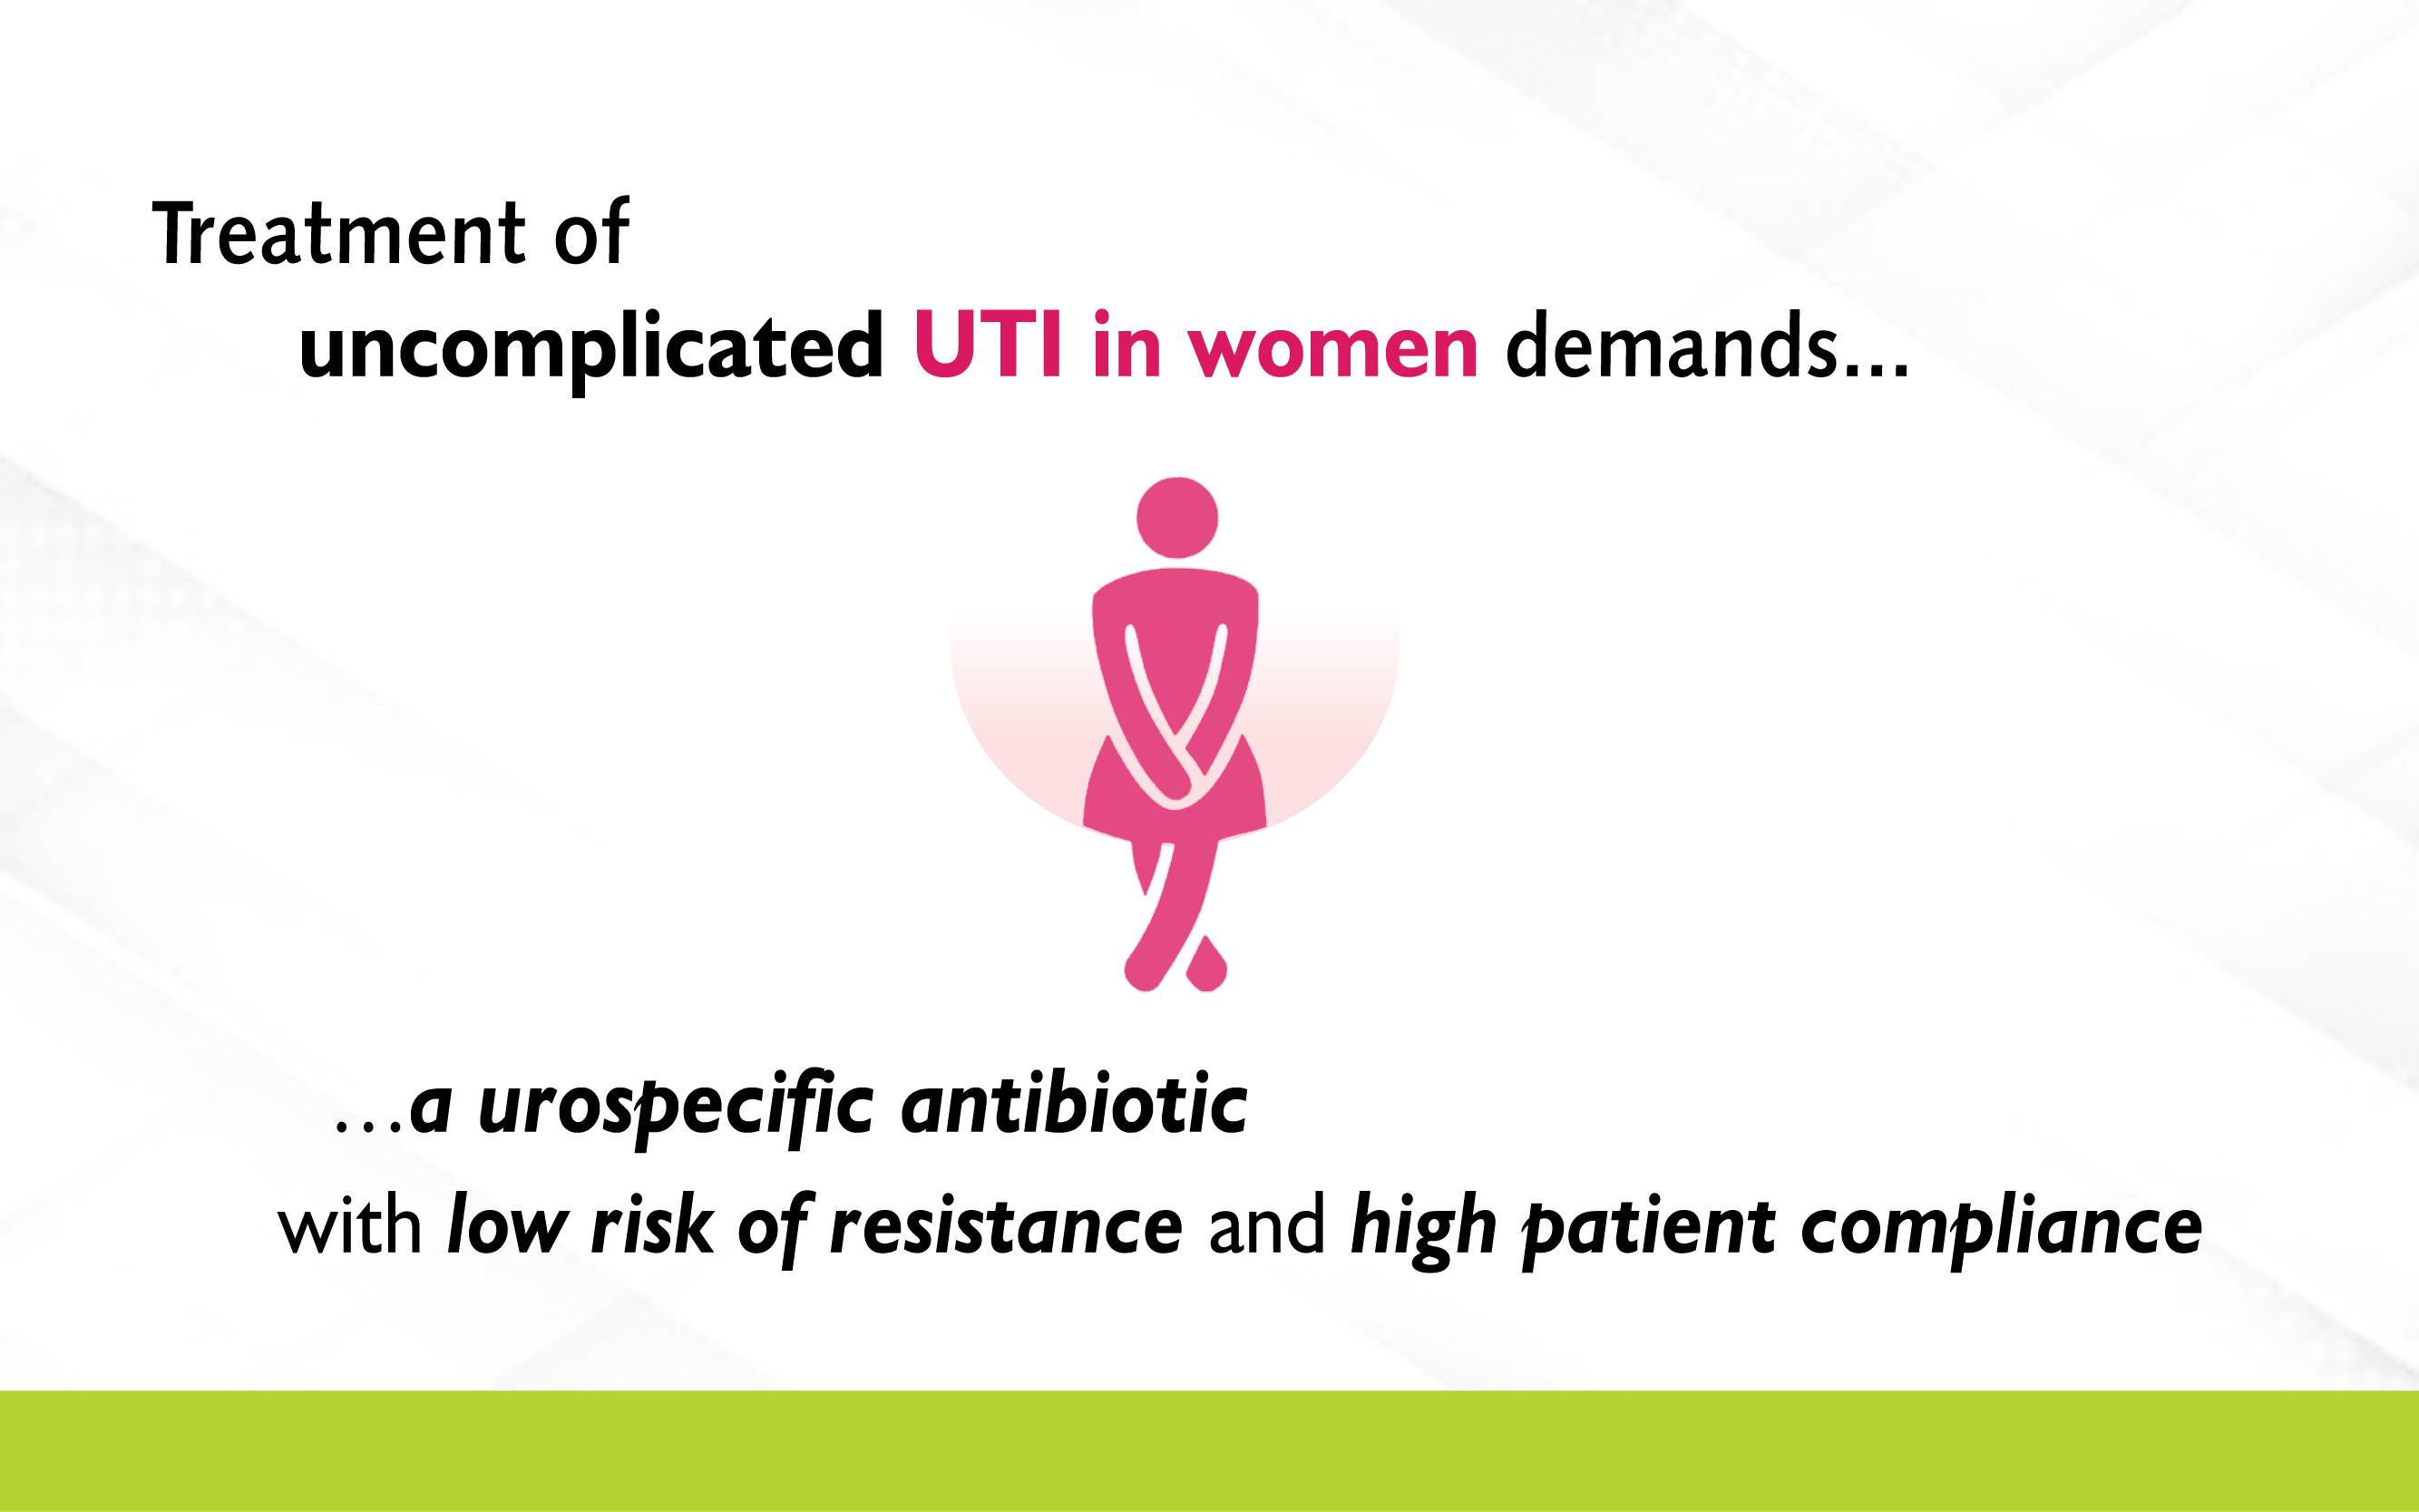 Treatment of
uncomplicated UTI in women demands...
...a urospecific antibiotic
with low risk of resistance and high patient compliance